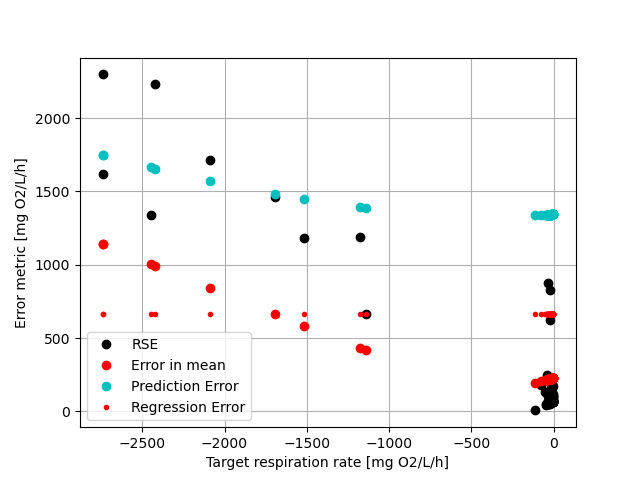 2000
1500
1000
500
0
Error metric [mg O2/L/h]
RSE
Error in mean
Prediction Error
Regression Error
−2500 −2000 −1500 −1000 −500 0
Target respiration rate [mg O2/L/h]